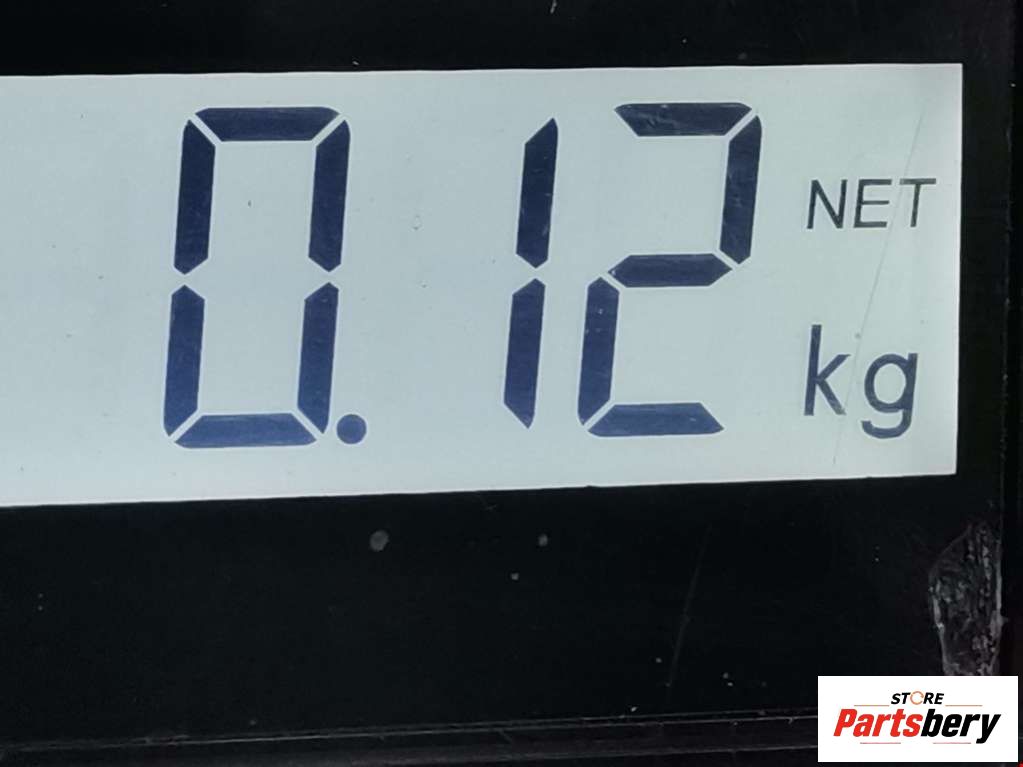 0.12 NET
kg
STORE
Partsbery